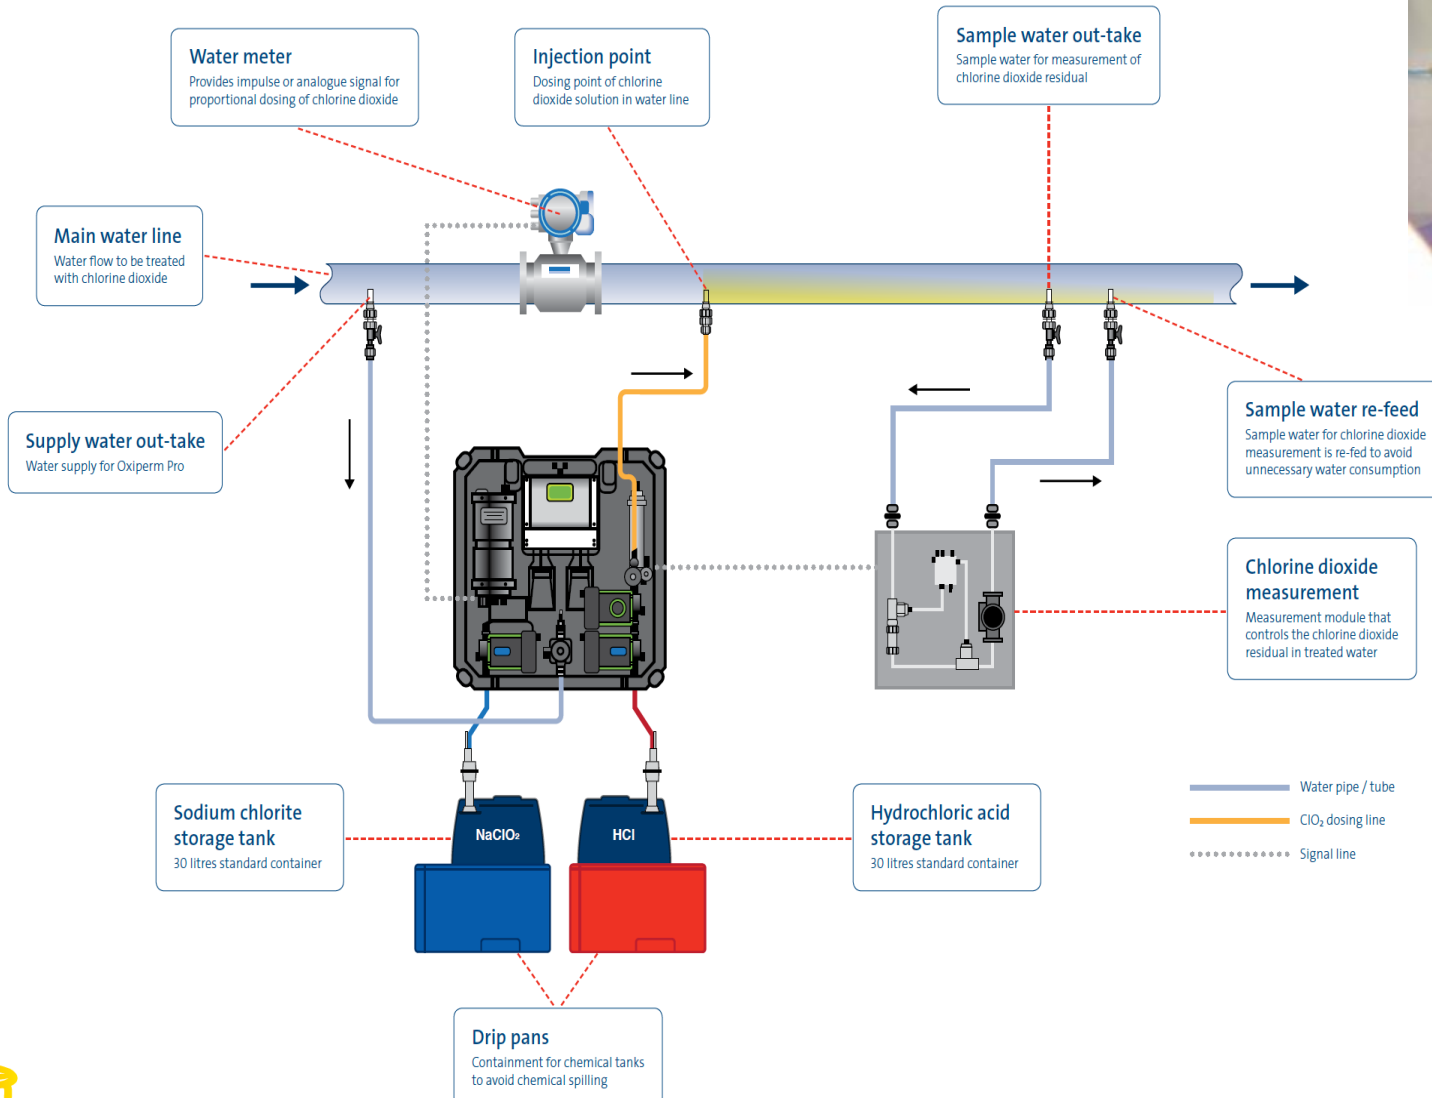 Water meter
Provides impulse or analogue signal for
proportional dosing of chlorine dioxide
Injection point
Dosing point of chlorine
dioxide solution in water line
Sample water out-take
Sample water for measurement of
chlorine dioxide residual
Main water line
Water flow to be treated
with chlorine dioxide
Supply water out-take
Water supply for Oxiperm Pro
Sample water re-feed
Sample water for chlorine dioxide
measurement is re-fed to avoid
unnecessary water consumption
Chlorine dioxide
measurement
Measurement module that
controls the chlorine dioxide
residual in treated water
Sodium chlorite
storage tank
30 litres standard container
NaClO₂
HCl
Hydrochloric acid
storage tank
30 litres standard container
Water pipe / tube
ClO₂ dosing line
Signal line
Drip pans
Containment for chemical tanks
to avoid chemical spilling